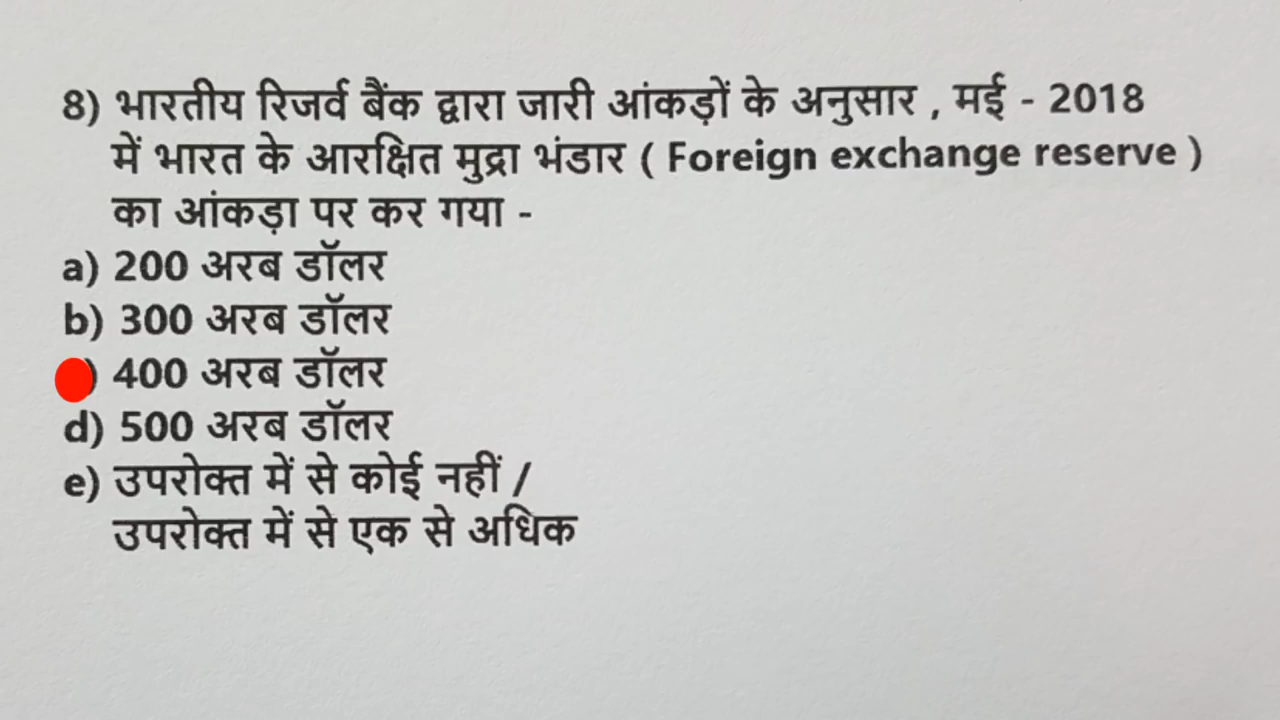 8) भारतीय रिजर्व बैंक द्वारा जारी आंकड़ों के अनुसार , मई - 2018
में भारत के आरक्षित मुद्रा भंडार ( Foreign exchange reserve )
का आंकड़ा पर कर गया -
a) 200 अरब डॉलर
b) 300 अरब डॉलर
) 400 अरब डॉलर
d) 500 अरब डॉलर
e) उपरोक्त में से कोई नहीं /
उपरोक्त में से एक से अधिक